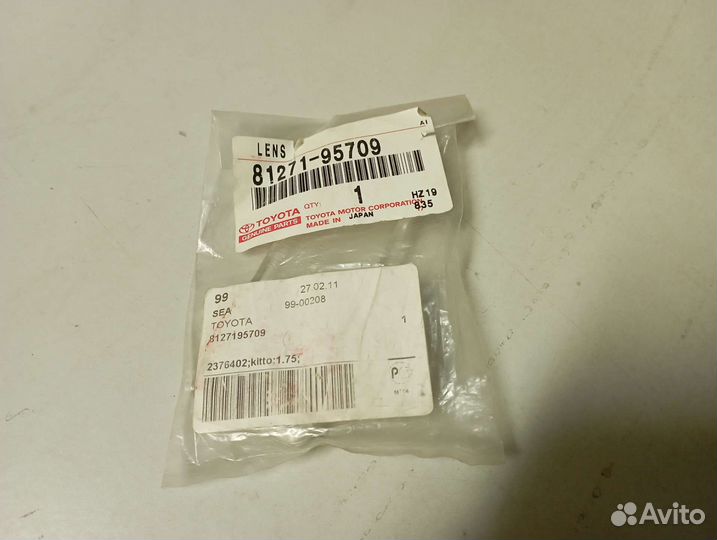 LENS
AI
81271-95709
TOYOTA
GENUINE PARTS
QTY:
1
TOYOTA MOTOR CORPORATION
MADE IN JAPAN
HZ19
835
99
27.02.11
SEA
99-00208
TOYOTA
8127195709
1
2376402;kitto:1.75;
P
Avito